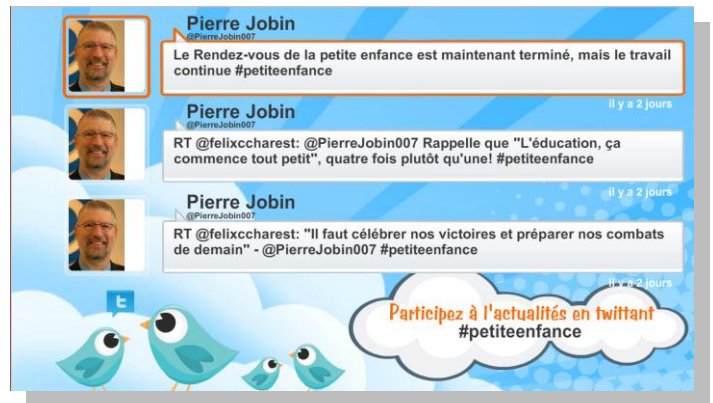 Pierre Jobin
@PierreJobin007
Le Rendez-vous de la petite enfance est maintenant terminé, mais le travail
continue #petiteenfance
il y a 2 jours
Pierre Jobin
@PierreJobin007
RT @felixccharest: @PierreJobin007 Rappelle que "L'éducation, ça
commence tout petit", quatre fois plutôt qu'une! #petiteenfance
il y a 2 jours
Pierre Jobin
@PierreJobin007
RT @felixccharest: "Il faut célébrer nos victoires et préparer nos combats
de demain" - @PierreJobin007 #petiteenfance
il y a 2 jours
t
Participez à l'actualités en twittant
#petiteenfance